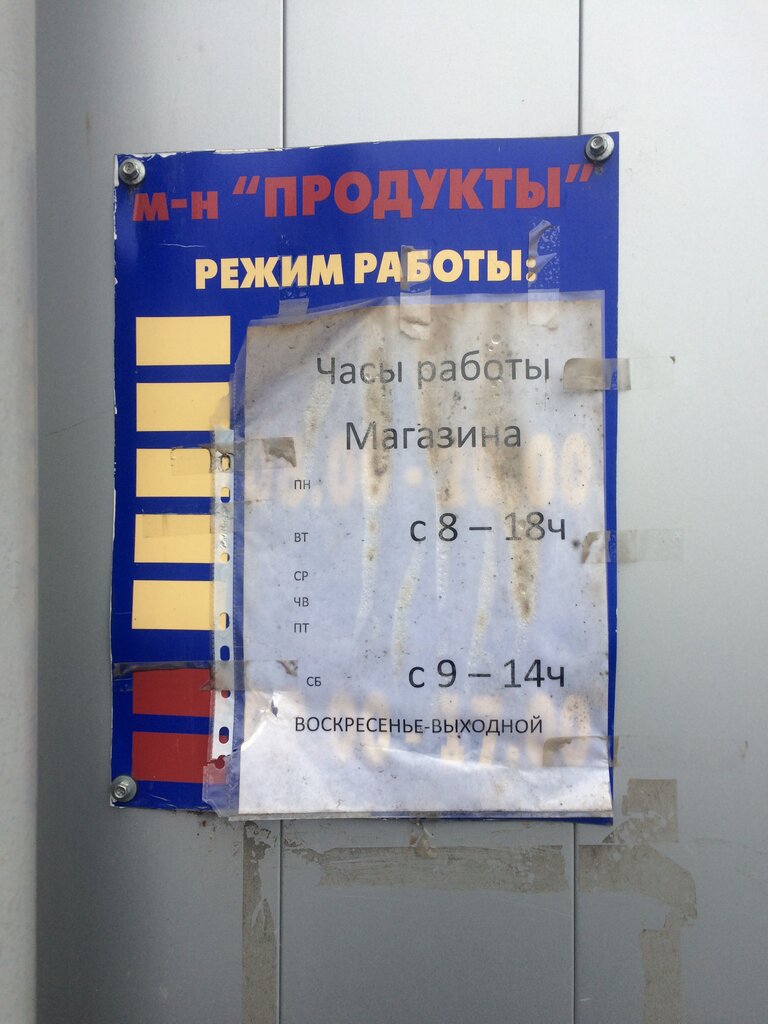 м-н "ПРОДУКТЫ"
РЕЖИМ РАБОТЫ:
Часы работы
Магазина
ПН
ВТ с 8 – 18ч
СР
ЧВ
ПТ
СБ с 9 – 14ч
ВОСКРЕСЕНЬЕ-ВЫХОДНОЙ